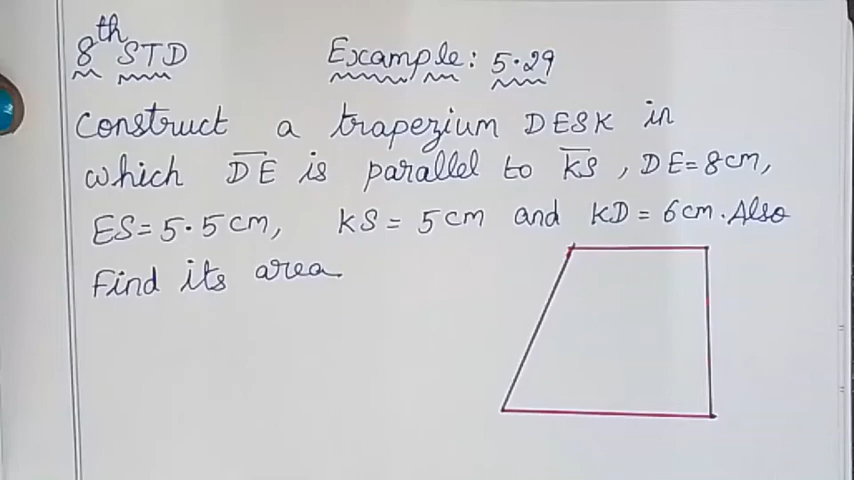 8th STD Example: 5.29
Construct a trapezium DESK in
which DE is parallel to KS, DE=8cm,
ES=5.5cm, KS=5cm and KD=6cm. Also
Find its area.